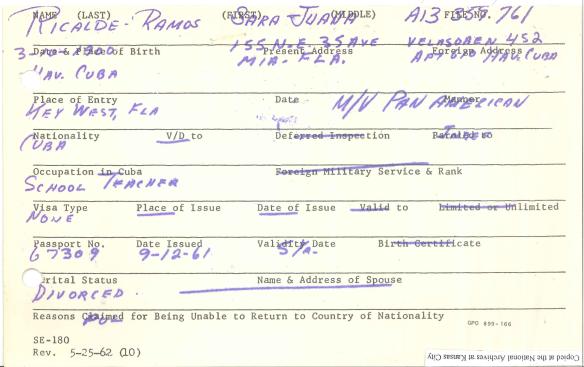 NAME (LAST) (FIRST) (MIDDLE) FILE NO.
RICALDE-RAMOS SARA JUANA A13 355 761
155 N.E. 35 AVE VELASOREN 452
Date & Place of Birth Present Address Foreign Address
HAV. CUBA MIA. FLA. HAV. CUBA
Place of Entry Date Manner
KEY WEST, FLA M/V PAN AMERICAN
Nationality V/D to Deferred Inspection Paroled to
CUBA
Occupation in Cuba Foreign Military Service & Rank
SCHOOL TEACHER
Visa Type Place of Issue Date of Issue Valid to Limited or Unlimited
NONE
Passport No. Date Issued Validity Date Birth Certificate
67309 9-12-61
Marital Status Name & Address of Spouse
DIVORCED
Reasons Claimed for Being Unable to Return to Country of Nationality
POL
GPO 899-166
SE-180
Rev. 5-25-62 (10)
Copied at the National Archives at Kansas City